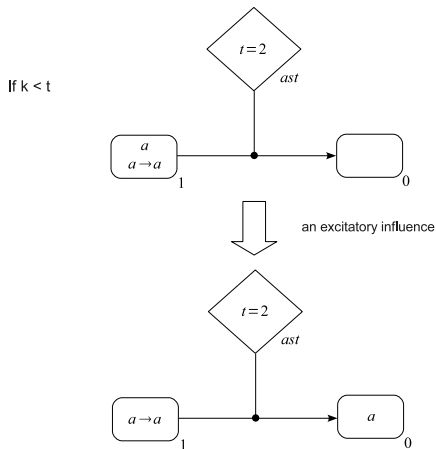 t=2
ast
If k < t
a
a→a
1
0
an excitatory influence
t=2
ast
a→a
a
1
0